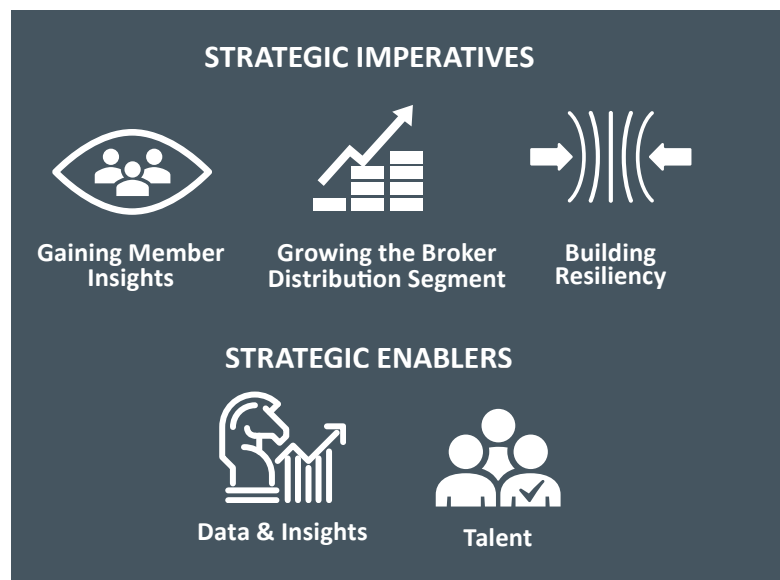 STRATEGIC IMPERATIVES
Gaining Member
Insights
Growing the Broker
Distribution Segment
Building
Resiliency
STRATEGIC ENABLERS
Data & Insights
Talent